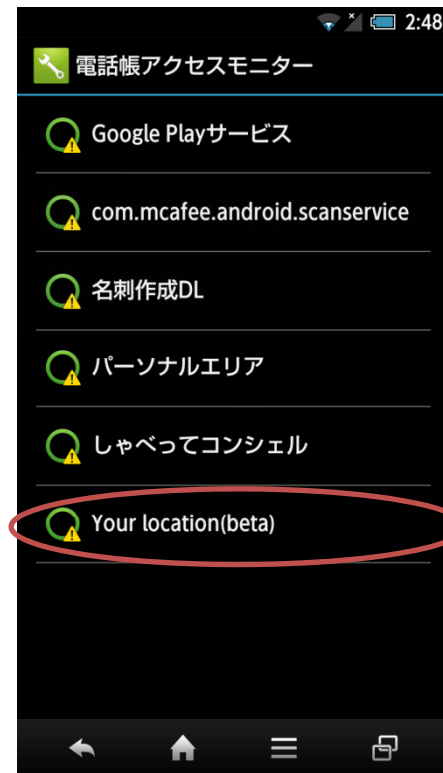 2:48
電話帳アクセスモニター
Google Playサービス
com.mcafee.android.scanservice
名刺作成DL
パーソナルエリア
しゃべってコンシェル
Your location(beta)